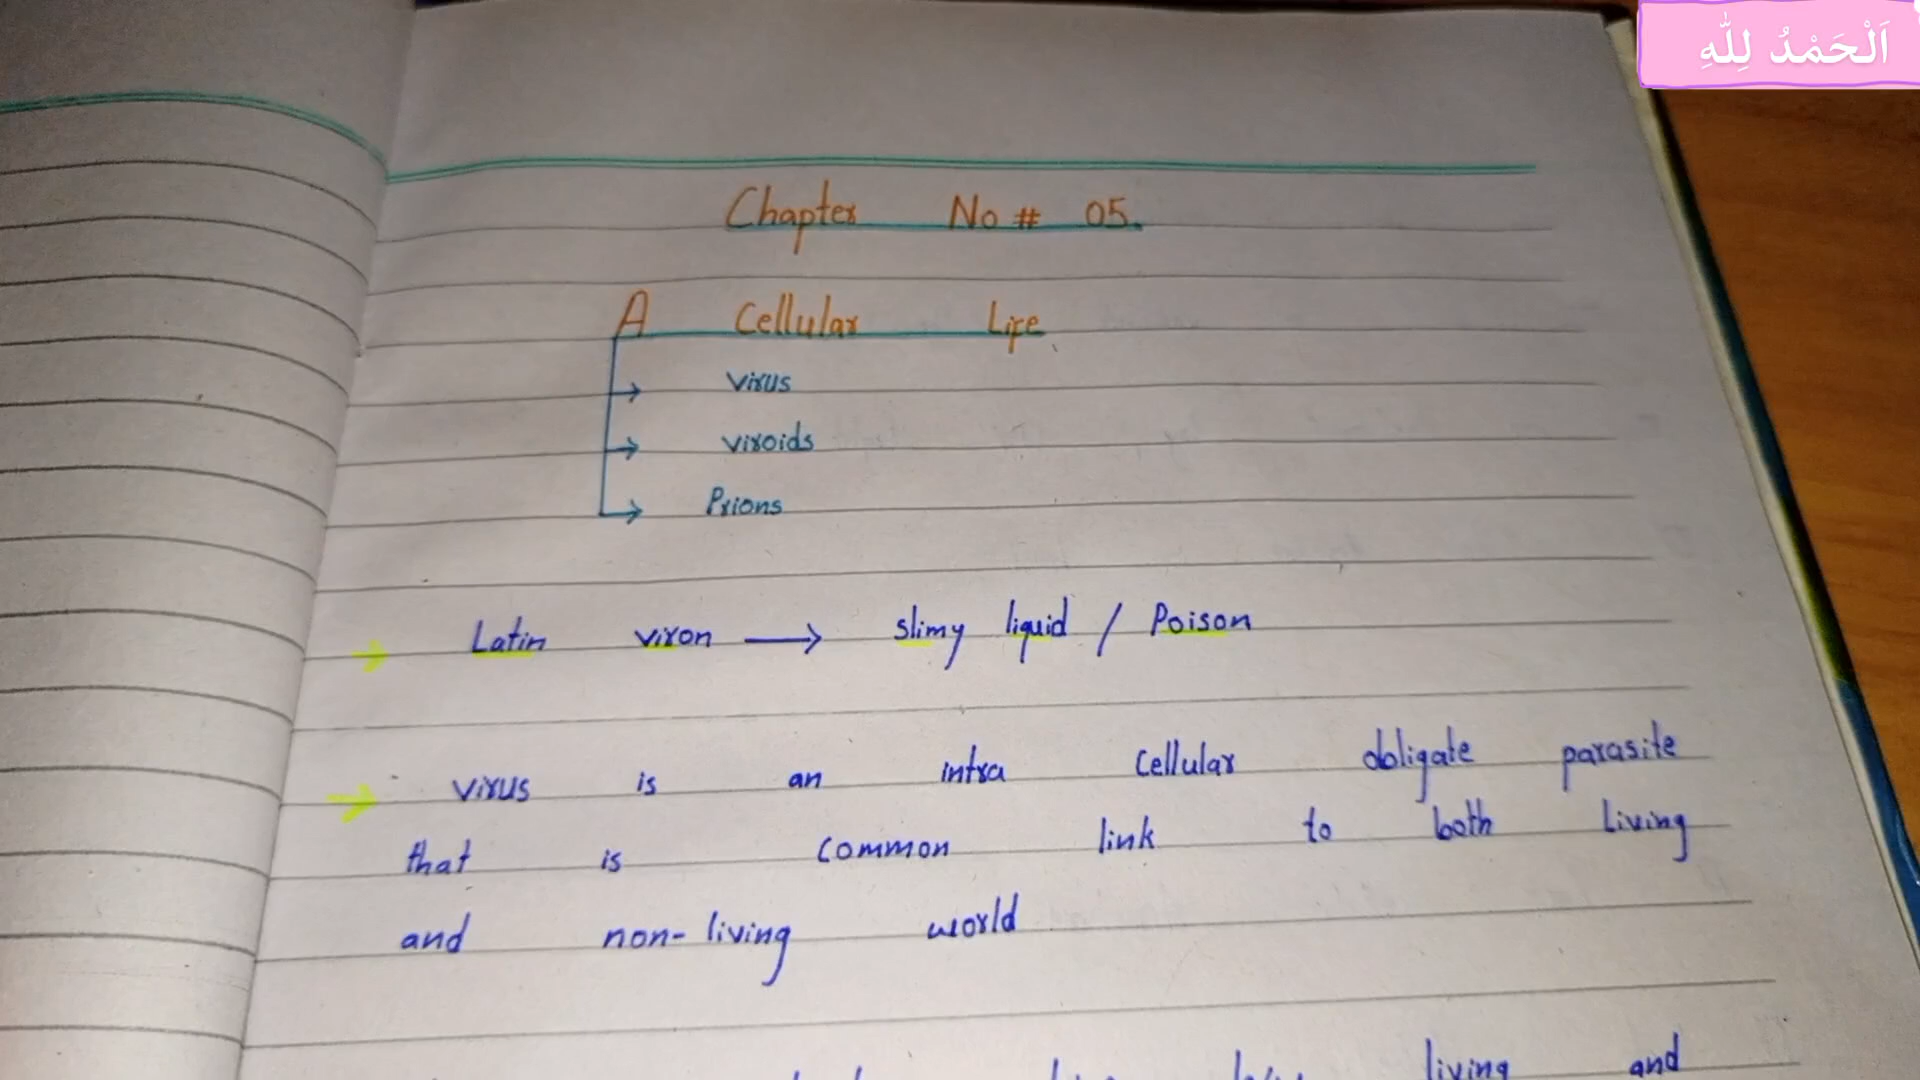 اَلْحَمْدُ لِلّٰهِ
Chapter No # 05.
A Cellular Life
virus
viroids
Prions
Latin viron → slimy liquid / Poison
virus is an intra cellular obligate parasite
that is common link to both living
and non-living world
living and